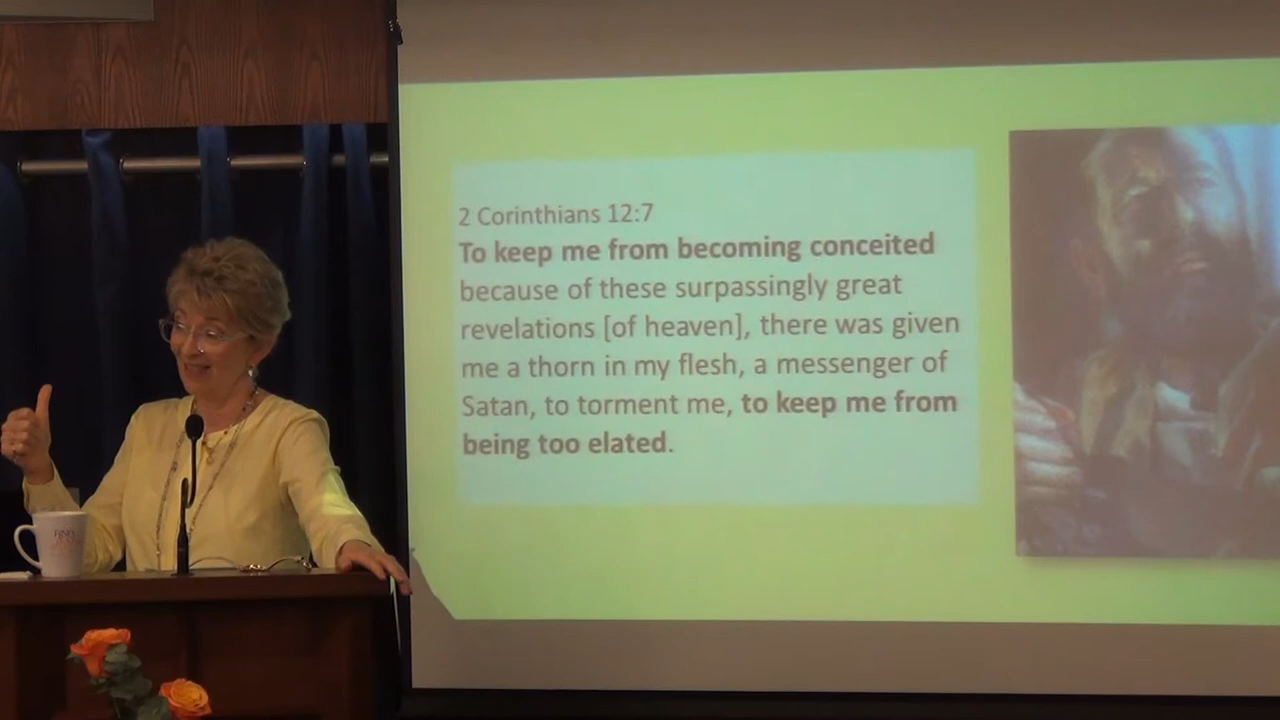 2 Corinthians 12:7
To keep me from becoming conceited
because of these surpassingly great
revelations [of heaven], there was given
me a thorn in my flesh, a messenger of
Satan, to torment me, to keep me from
being too elated.